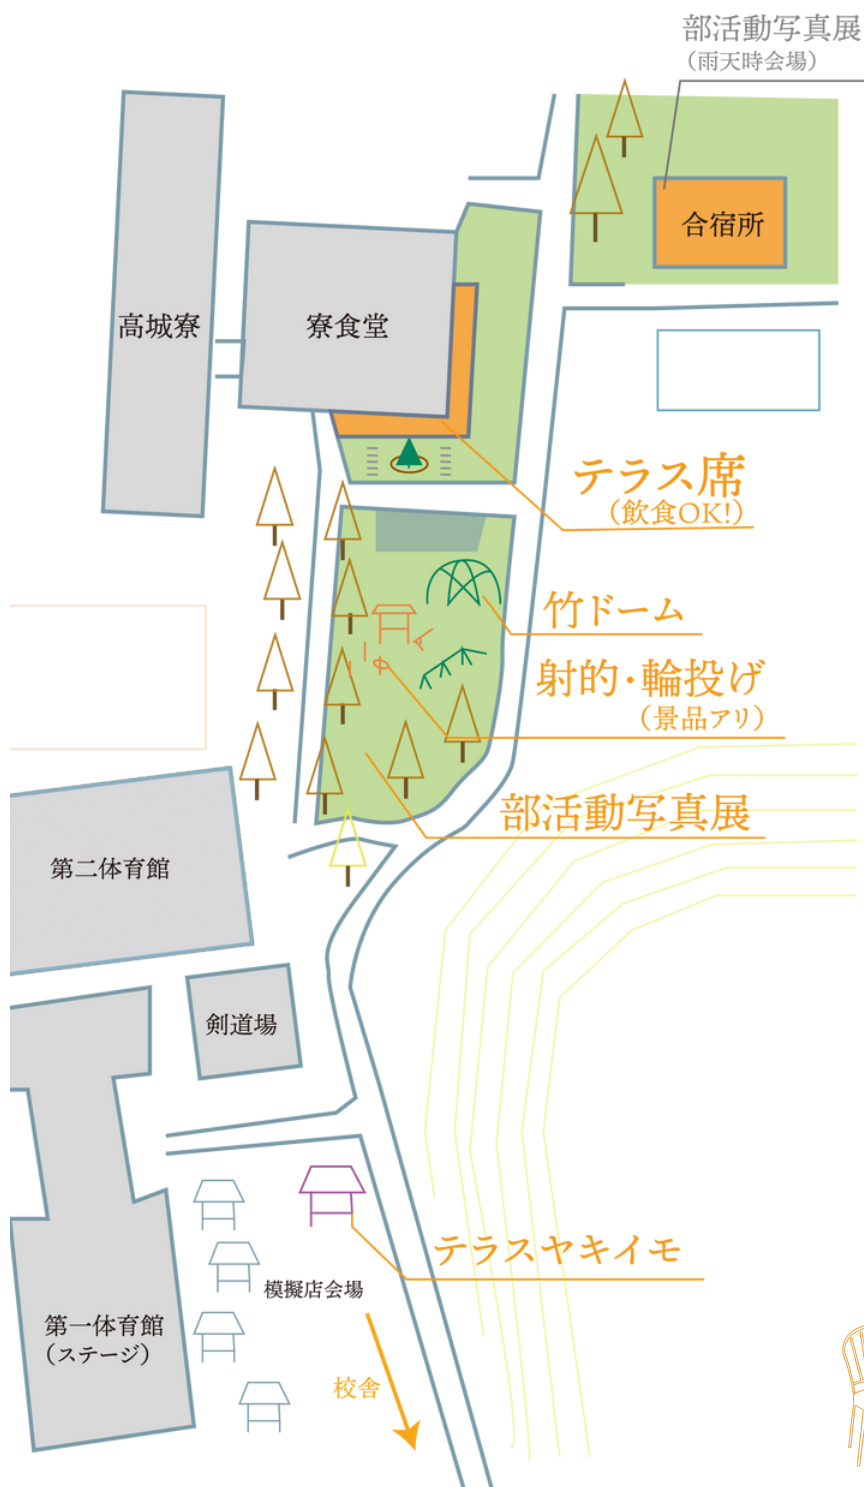 部活動写真展
(雨天時会場)
合宿所
高城寮
寮食堂
テラス席
(飲食OK!)
竹ドーム
射的・輪投げ
(景品アリ)
部活動写真展
第二体育館
剣道場
テラスヤキイモ
模擬店会場
第一体育館
(ステージ)
校舎